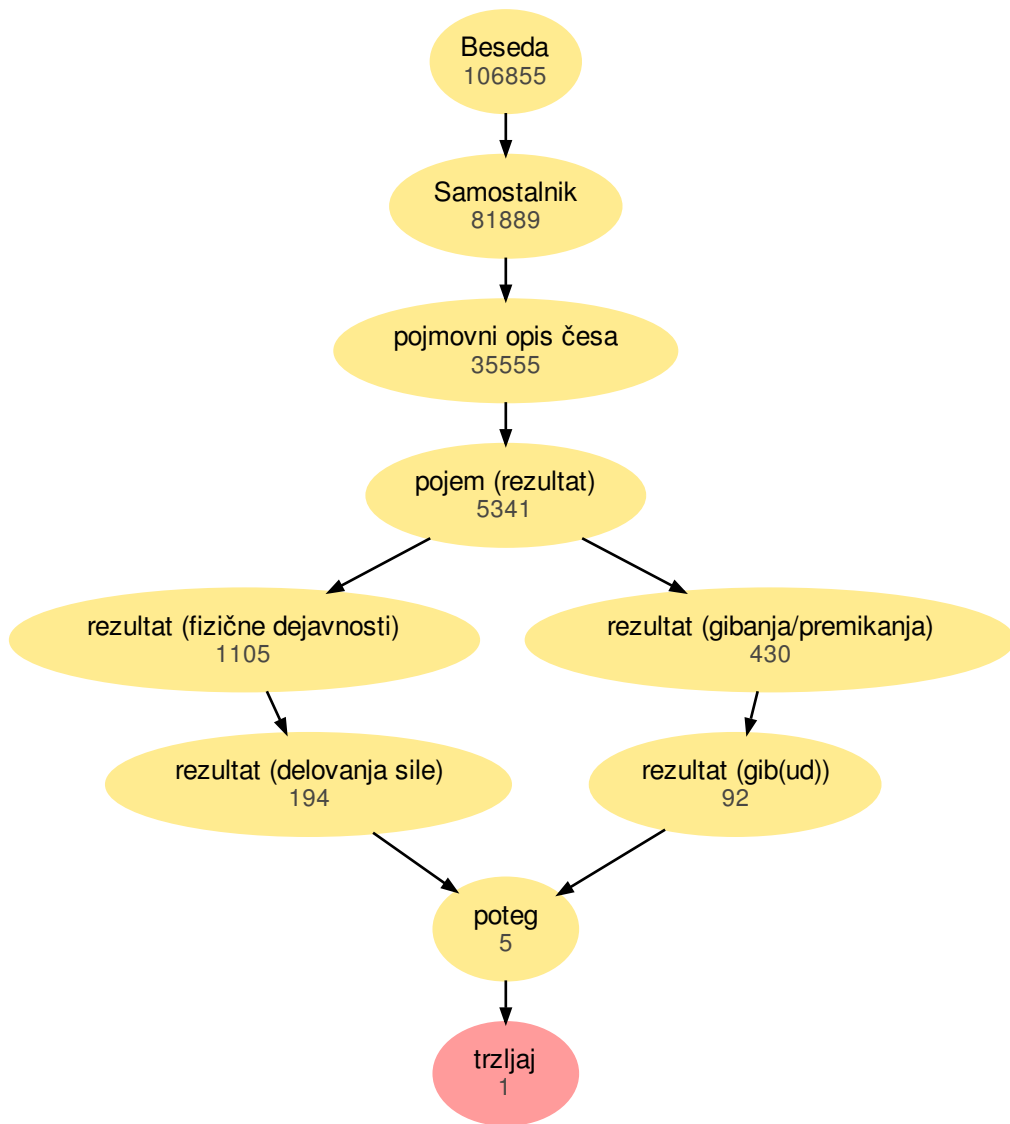 Beseda
106855
Samostalnik
81889
pojmovni opis česa
35555
pojem (rezultat)
5341
rezultat (fizične dejavnosti)
1105
rezultat (gibanja/premikanja)
430
rezultat (delovanja sile)
194
rezultat (gib(ud))
92
poteg
5
trzljaj
1